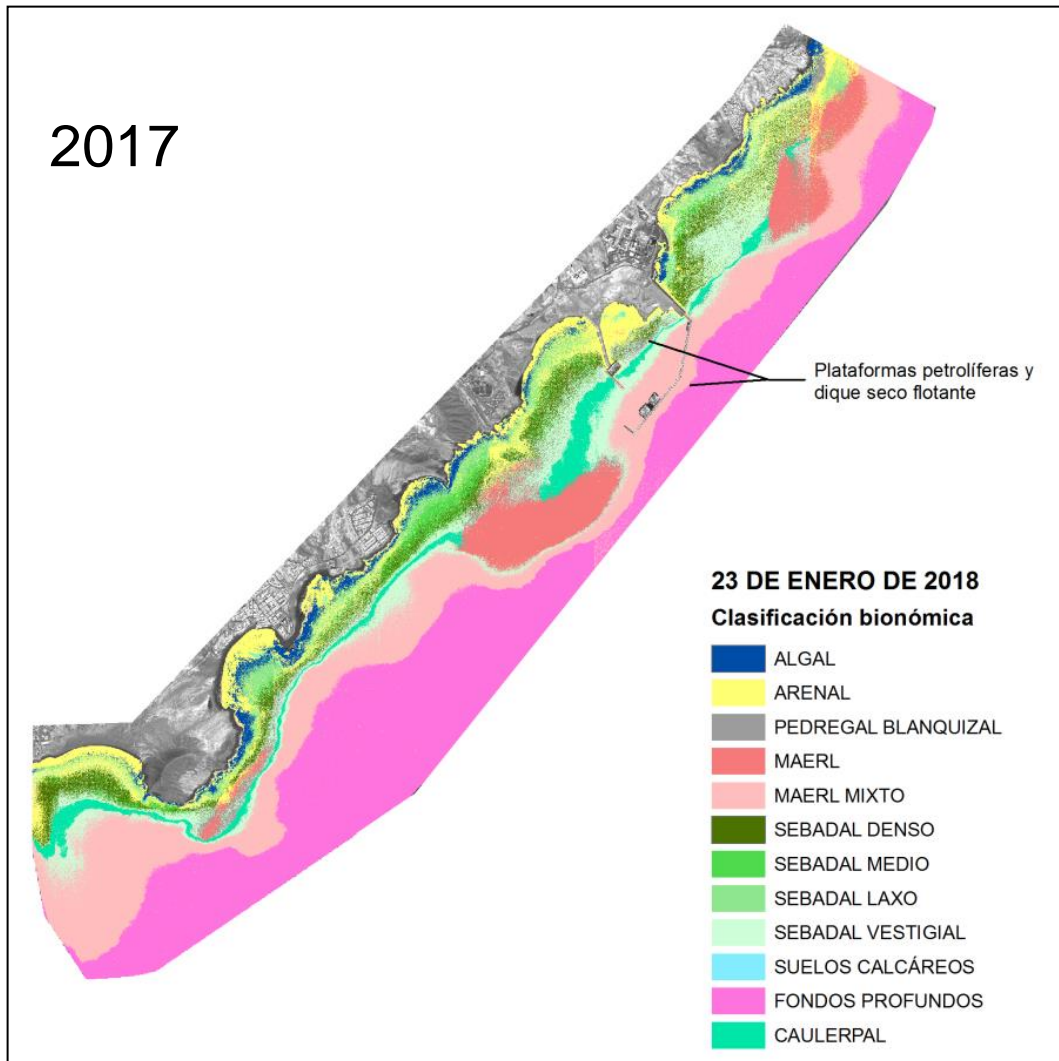 2017
Plataformas petrolíferas y
dique seco flotante
23 DE ENERO DE 2018
Clasificación bionómica
ALGAL
ARENAL
PEDREGAL BLANQUIZAL
MAERL
MAERL MIXTO
SEBADAL DENSO
SEBADAL MEDIO
SEBADAL LAXO
SEBADAL VESTIGIAL
SUELOS CALCÁREOS
FONDOS PROFUNDOS
CAULERPAL